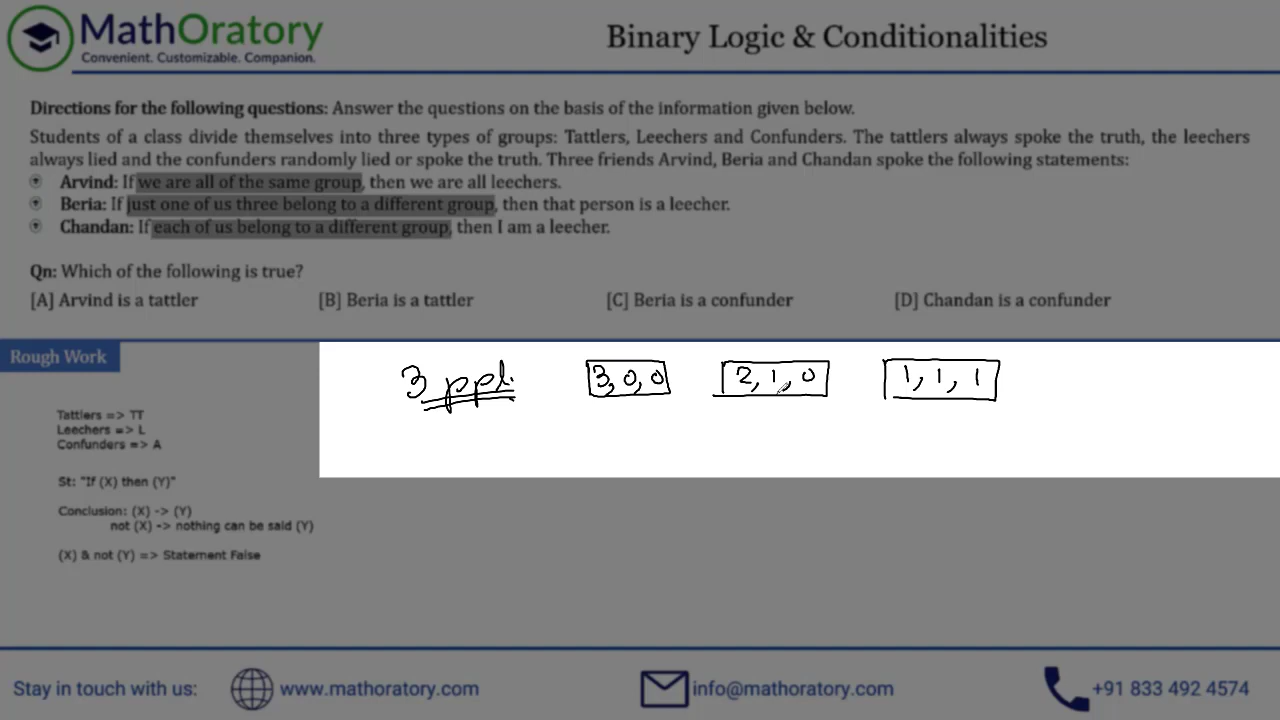 MathOratory
Convenient. Customizable. Companion.
Binary Logic & Conditionalities
Directions for the following questions: Answer the questions on the basis of the information given below.
Students of a class divide themselves into three types of groups: Tattlers, Leechers and Confunders. The tattlers always spoke the truth, the leechers
always lied and the confunders randomly lied or spoke the truth. Three friends Arvind, Beria and Chandan spoke the following statements:
Arvind: If we are all of the same group, then we are all leechers.
Beria: If just one of us three belong to a different group, then that person is a leecher.
Chandan: If each of us belong to a different group, then I am a leecher.
Qn: Which of the following is true?
[A] Arvind is a tattler [B] Beria is a tattler [C] Beria is a confunder [D] Chandan is a confunder
Rough Work
3 ppl. 3, 0, 0 2, 1, 0 1, 1, 1
Tattlers => TT
Leechers => L
Confunders => A
St: "If (X) then (Y)"
Conclusion: (X) -> (Y)
not (X) -> nothing can be said (Y)
(X) & not (Y) => Statement False
Stay in touch with us: www.mathoratory.com info@mathoratory.com +91 833 492 4574